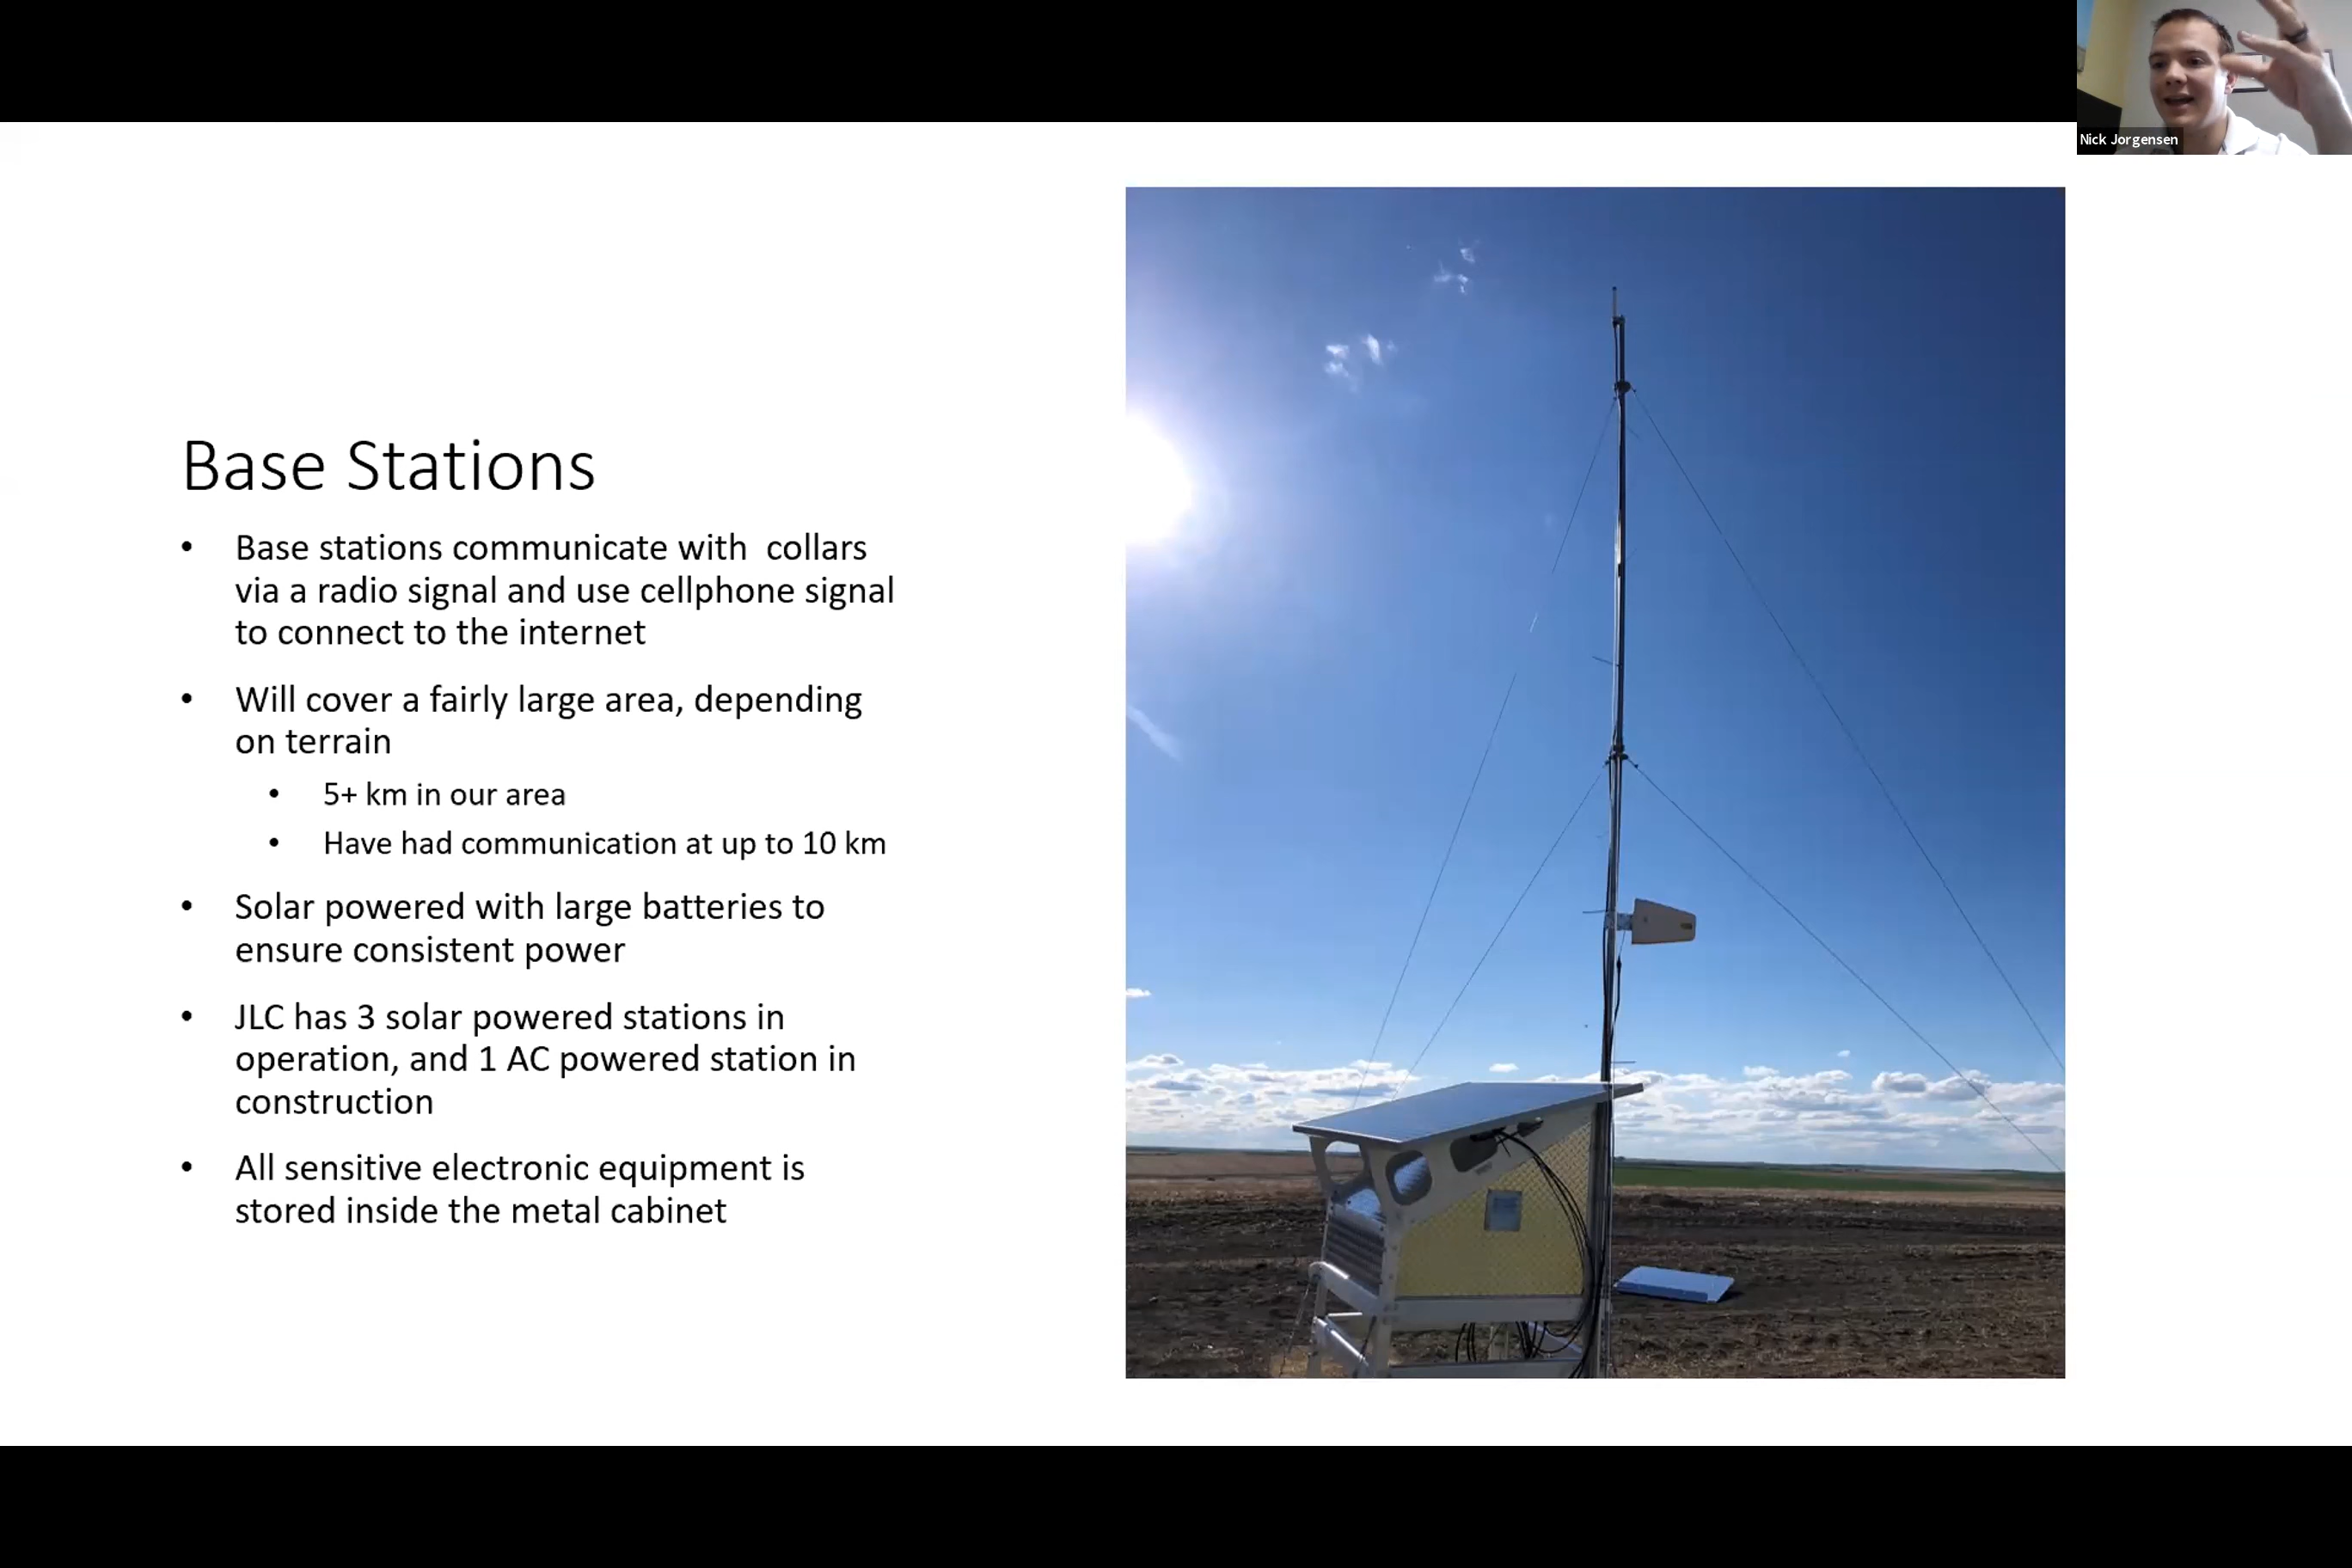 Nick Jorgensen
Base Stations
• Base stations communicate with  collars
via a radio signal and use cellphone signal
to connect to the internet
• Will cover a fairly large area, depending
on terrain
• 5+ km in our area
• Have had communication at up to 10 km
• Solar powered with large batteries to
ensure consistent power
• JLC has 3 solar powered stations in
operation, and 1 AC powered station in
construction
• All sensitive electronic equipment is
stored inside the metal cabinet